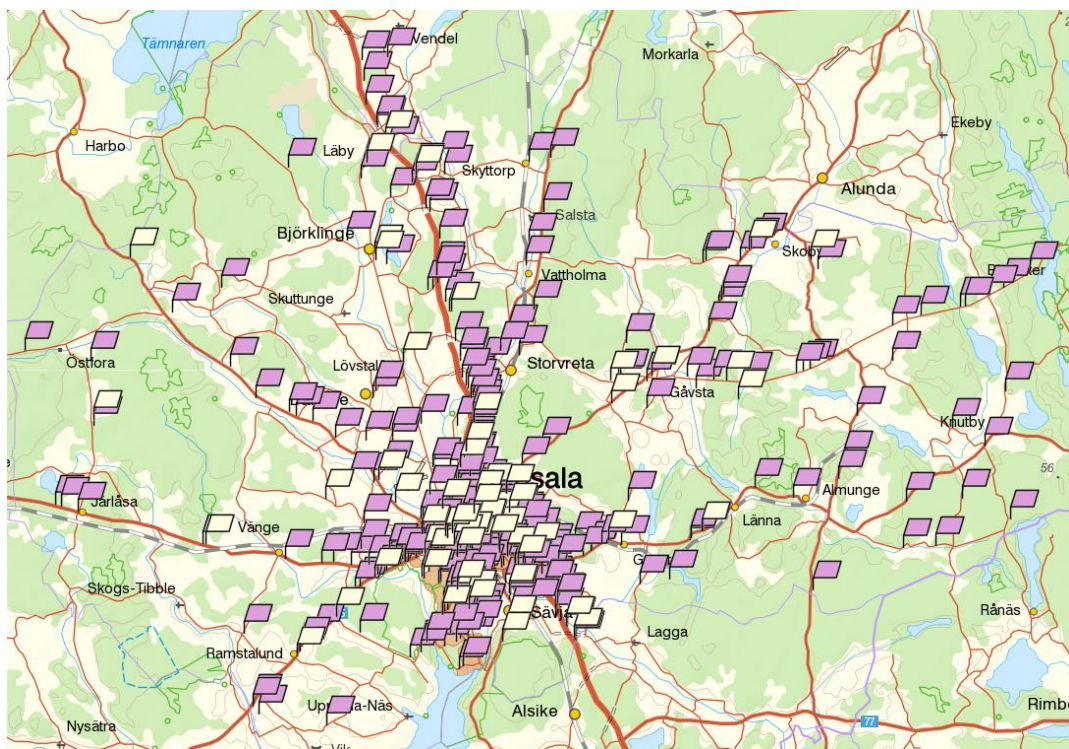 Tämnaren
Vendel
Morkarla
Ekeby
Harbo
Läby
Skyttorp
Alunda
Salsta
Björklinge
Skoby
Vattholma
Skuttunge
Östfora
Lövstal
Storvreta
Gåvsta
Knutby
56
sala
Järlåsa
Almunge
Vänge
Länna
Skogs-Tibble
Sävja
Rånäs
Lagga
Ramstalund
Alsike
77
Rimbo
Nysätra
Vik